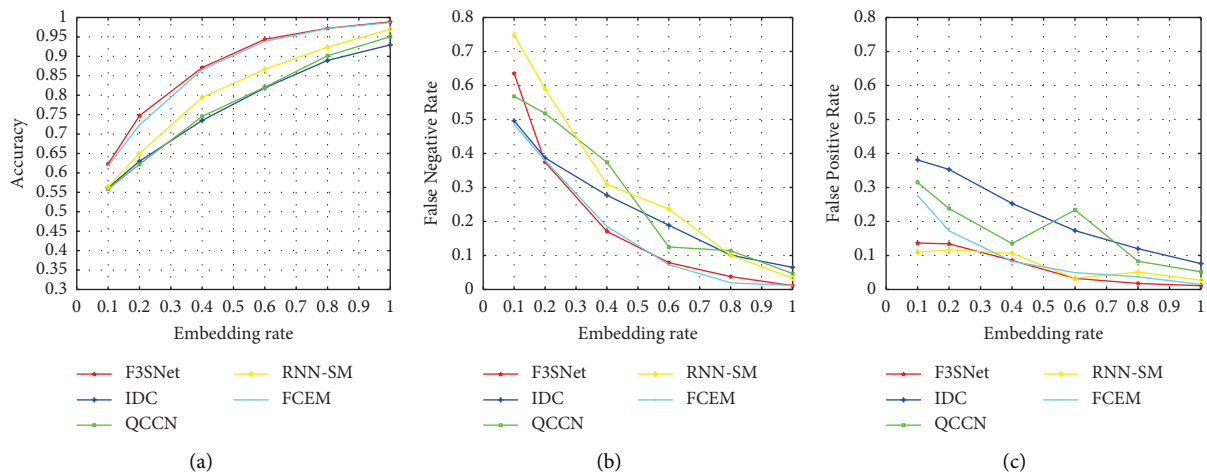 Accuracy
0.95
0.9
0.85
0.8
0.75
0.7
0.65
0.6
0.55
0.5
0.45
0.4
0.35
0.3
0 0.1 0.2 0.3 0.4 0.5 0.6 0.7 0.8 0.9 1
Embedding rate
F3SNet
IDC
QCCN
RNN-SM
FCEM
(a)
False Negative Rate
0.8
0.7
0.6
0.5
0.4
0.3
0.2
0.1
0
0 0.1 0.2 0.3 0.4 0.5 0.6 0.7 0.8 0.9 1
Embedding rate
F3SNet
IDC
QCCN
RNN-SM
FCEM
(b)
False Positive Rate
0.8
0.7
0.6
0.5
0.4
0.3
0.2
0.1
0
0 0.1 0.2 0.3 0.4 0.5 0.6 0.7 0.8 0.9 1
Embedding rate
F3SNet
IDC
QCCN
RNN-SM
FCEM
(c)